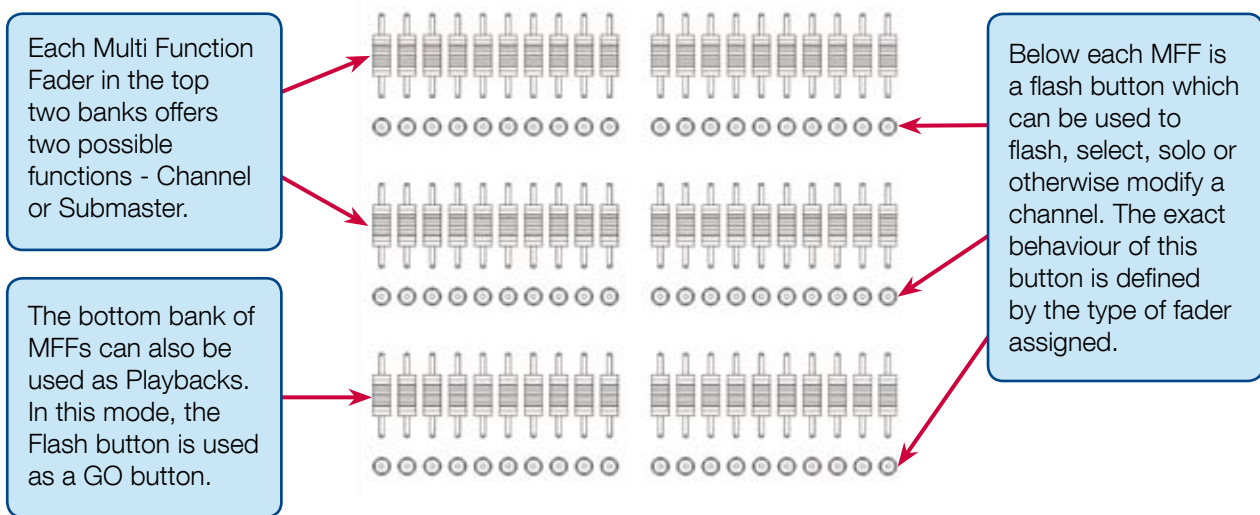 Each Multi Function
Fader in the top
two banks offers
two possible
functions - Channel
or Submaster.
The bottom bank of
MFFs can also be
used as Playbacks.
In this mode, the
Flash button is used
as a GO button.
Below each MFF is
a flash button which
can be used to
flash, select, solo or
otherwise modify a
channel. The exact
behaviour of this
button is defined
by the type of fader
assigned.